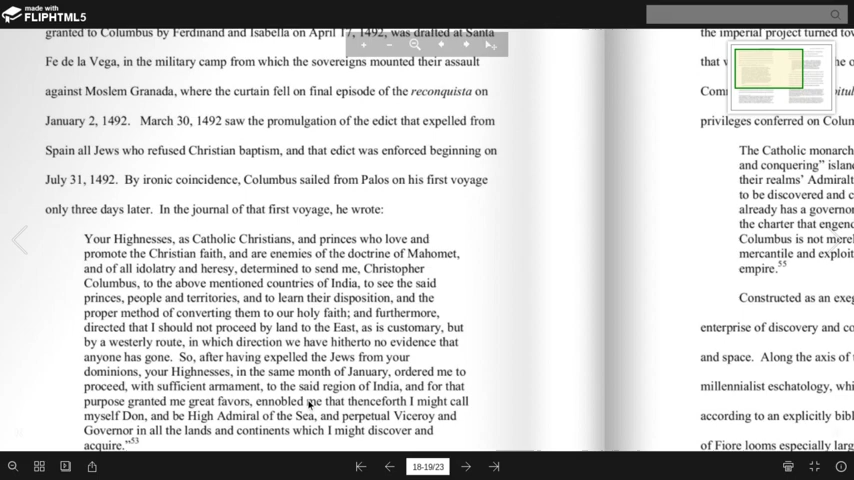 made with
FLIPHTML5
granted to Columbus by Ferdinand and Isabella on April 17, 1492, was drafted at Santa
Fe de la Vega, in the military camp from which the sovereigns mounted their assault
against Moslem Granada, where the curtain fell on final episode of the reconquista on
January 2, 1492. March 30, 1492 saw the promulgation of the edict that expelled from
Spain all Jews who refused Christian baptism, and that edict was enforced beginning on
July 31, 1492. By ironic coincidence, Columbus sailed from Palos on his first voyage
only three days later. In the journal of that first voyage, he wrote:
Your Highnesses, as Catholic Christians, and princes who love and
promote the Christian faith, and are enemies of the doctrine of Mahomet,
and of all idolatry and heresy, determined to send me, Christopher
Columbus, to the above mentioned countries of India, to see the said
princes, people and territories, and to learn their disposition, and the
proper method of converting them to our holy faith; and furthermore,
directed that I should not proceed by land to the East, as is customary, but
by a westerly route, in which direction we have hitherto no evidence that
anyone has gone. So, after having expelled the Jews from your
dominions, your Highnesses, in the same month of January, ordered me to
proceed, with sufficient armament, to the said region of India, and for that
purpose granted me great favors, ennobled me that thenceforth I might call
myself Don, and be High Admiral of the Sea, and perpetual Viceroy and
Governor in all the lands and continents which I might discover and
acquire."53
the imperial project turned
that
privileges conferred on
The Catholic
and conquering"
their realms'
to be discovered and
already has a
the charter that
Columbus is not
mercantile and
empire.55
Constructed as an
enterprise of discovery and
and space. Along the axis of
millennialist eschatology,
according to an explicitly
of Fiore looms especially
18-19/23